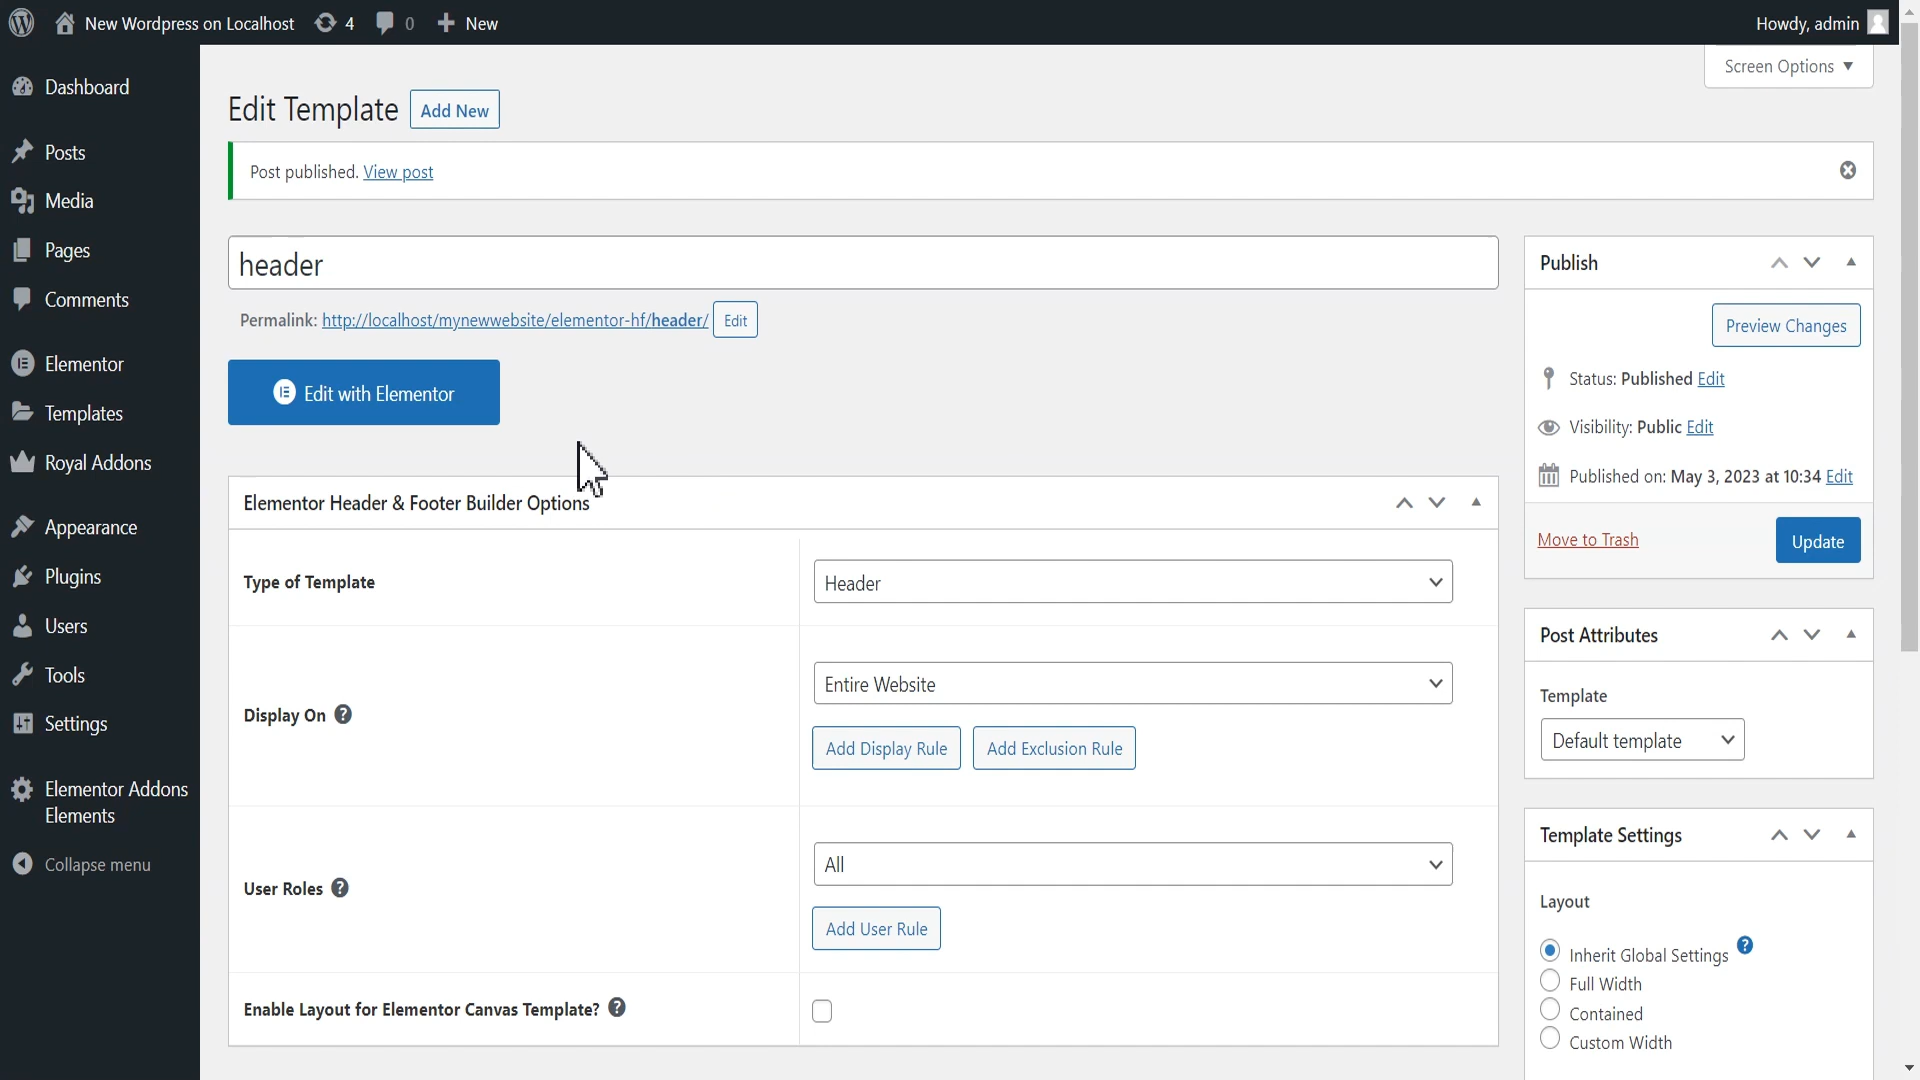 New Wordpress on Localhost
4
0
New
Howdy, admin
Screen Options
Dashboard
Posts
Media
Pages
Comments
Elementor
Templates
Royal Addons
Appearance
Plugins
Users
Tools
Settings
Elementor Addons
Elements
Collapse menu
Edit Template
Add New
Post published. View post
header
Permalink: http://localhost/mynewwebsite/elementor-hf/header/
Edit
Edit with Elementor
Elementor Header & Footer Builder Options
Type of Template
Header
Display On
Entire Website
Add Display Rule
Add Exclusion Rule
User Roles
All
Add User Rule
Enable Layout for Elementor Canvas Template?
Publish
Preview Changes
Status: Published Edit
Visibility: Public Edit
Published on: May 3, 2023 at 10:34 Edit
Move to Trash
Update
Post Attributes
Template
Default template
Template Settings
Layout
Inherit Global Settings
Full Width
Contained
Custom Width